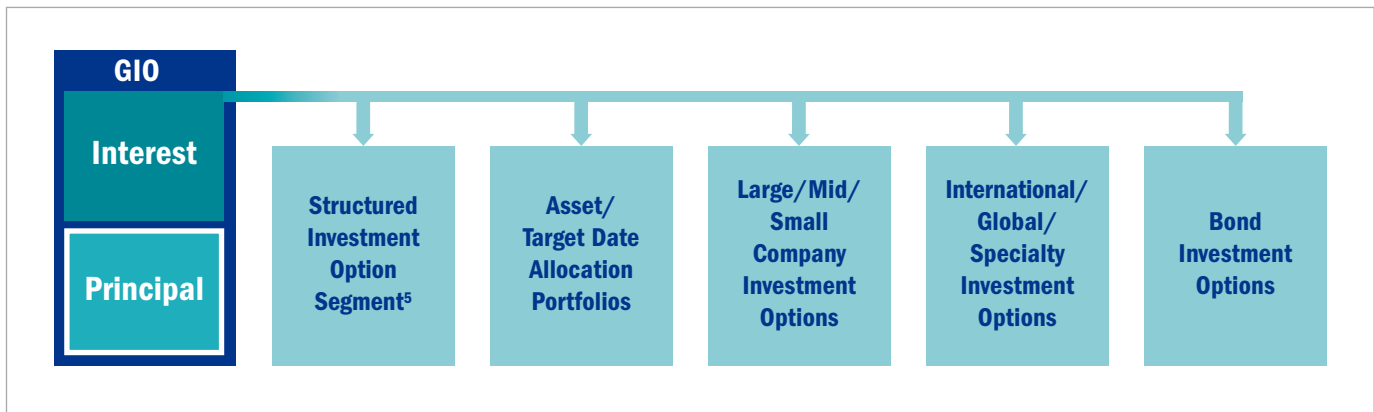 GIO
Interest
Principal
Structured
Investment
Option
Segment⁵
Asset/
Target Date
Allocation
Portfolios
Large/Mid/
Small
Company
Investment
Options
International/
Global/
Specialty
Investment
Options
Bond
Investment
Options